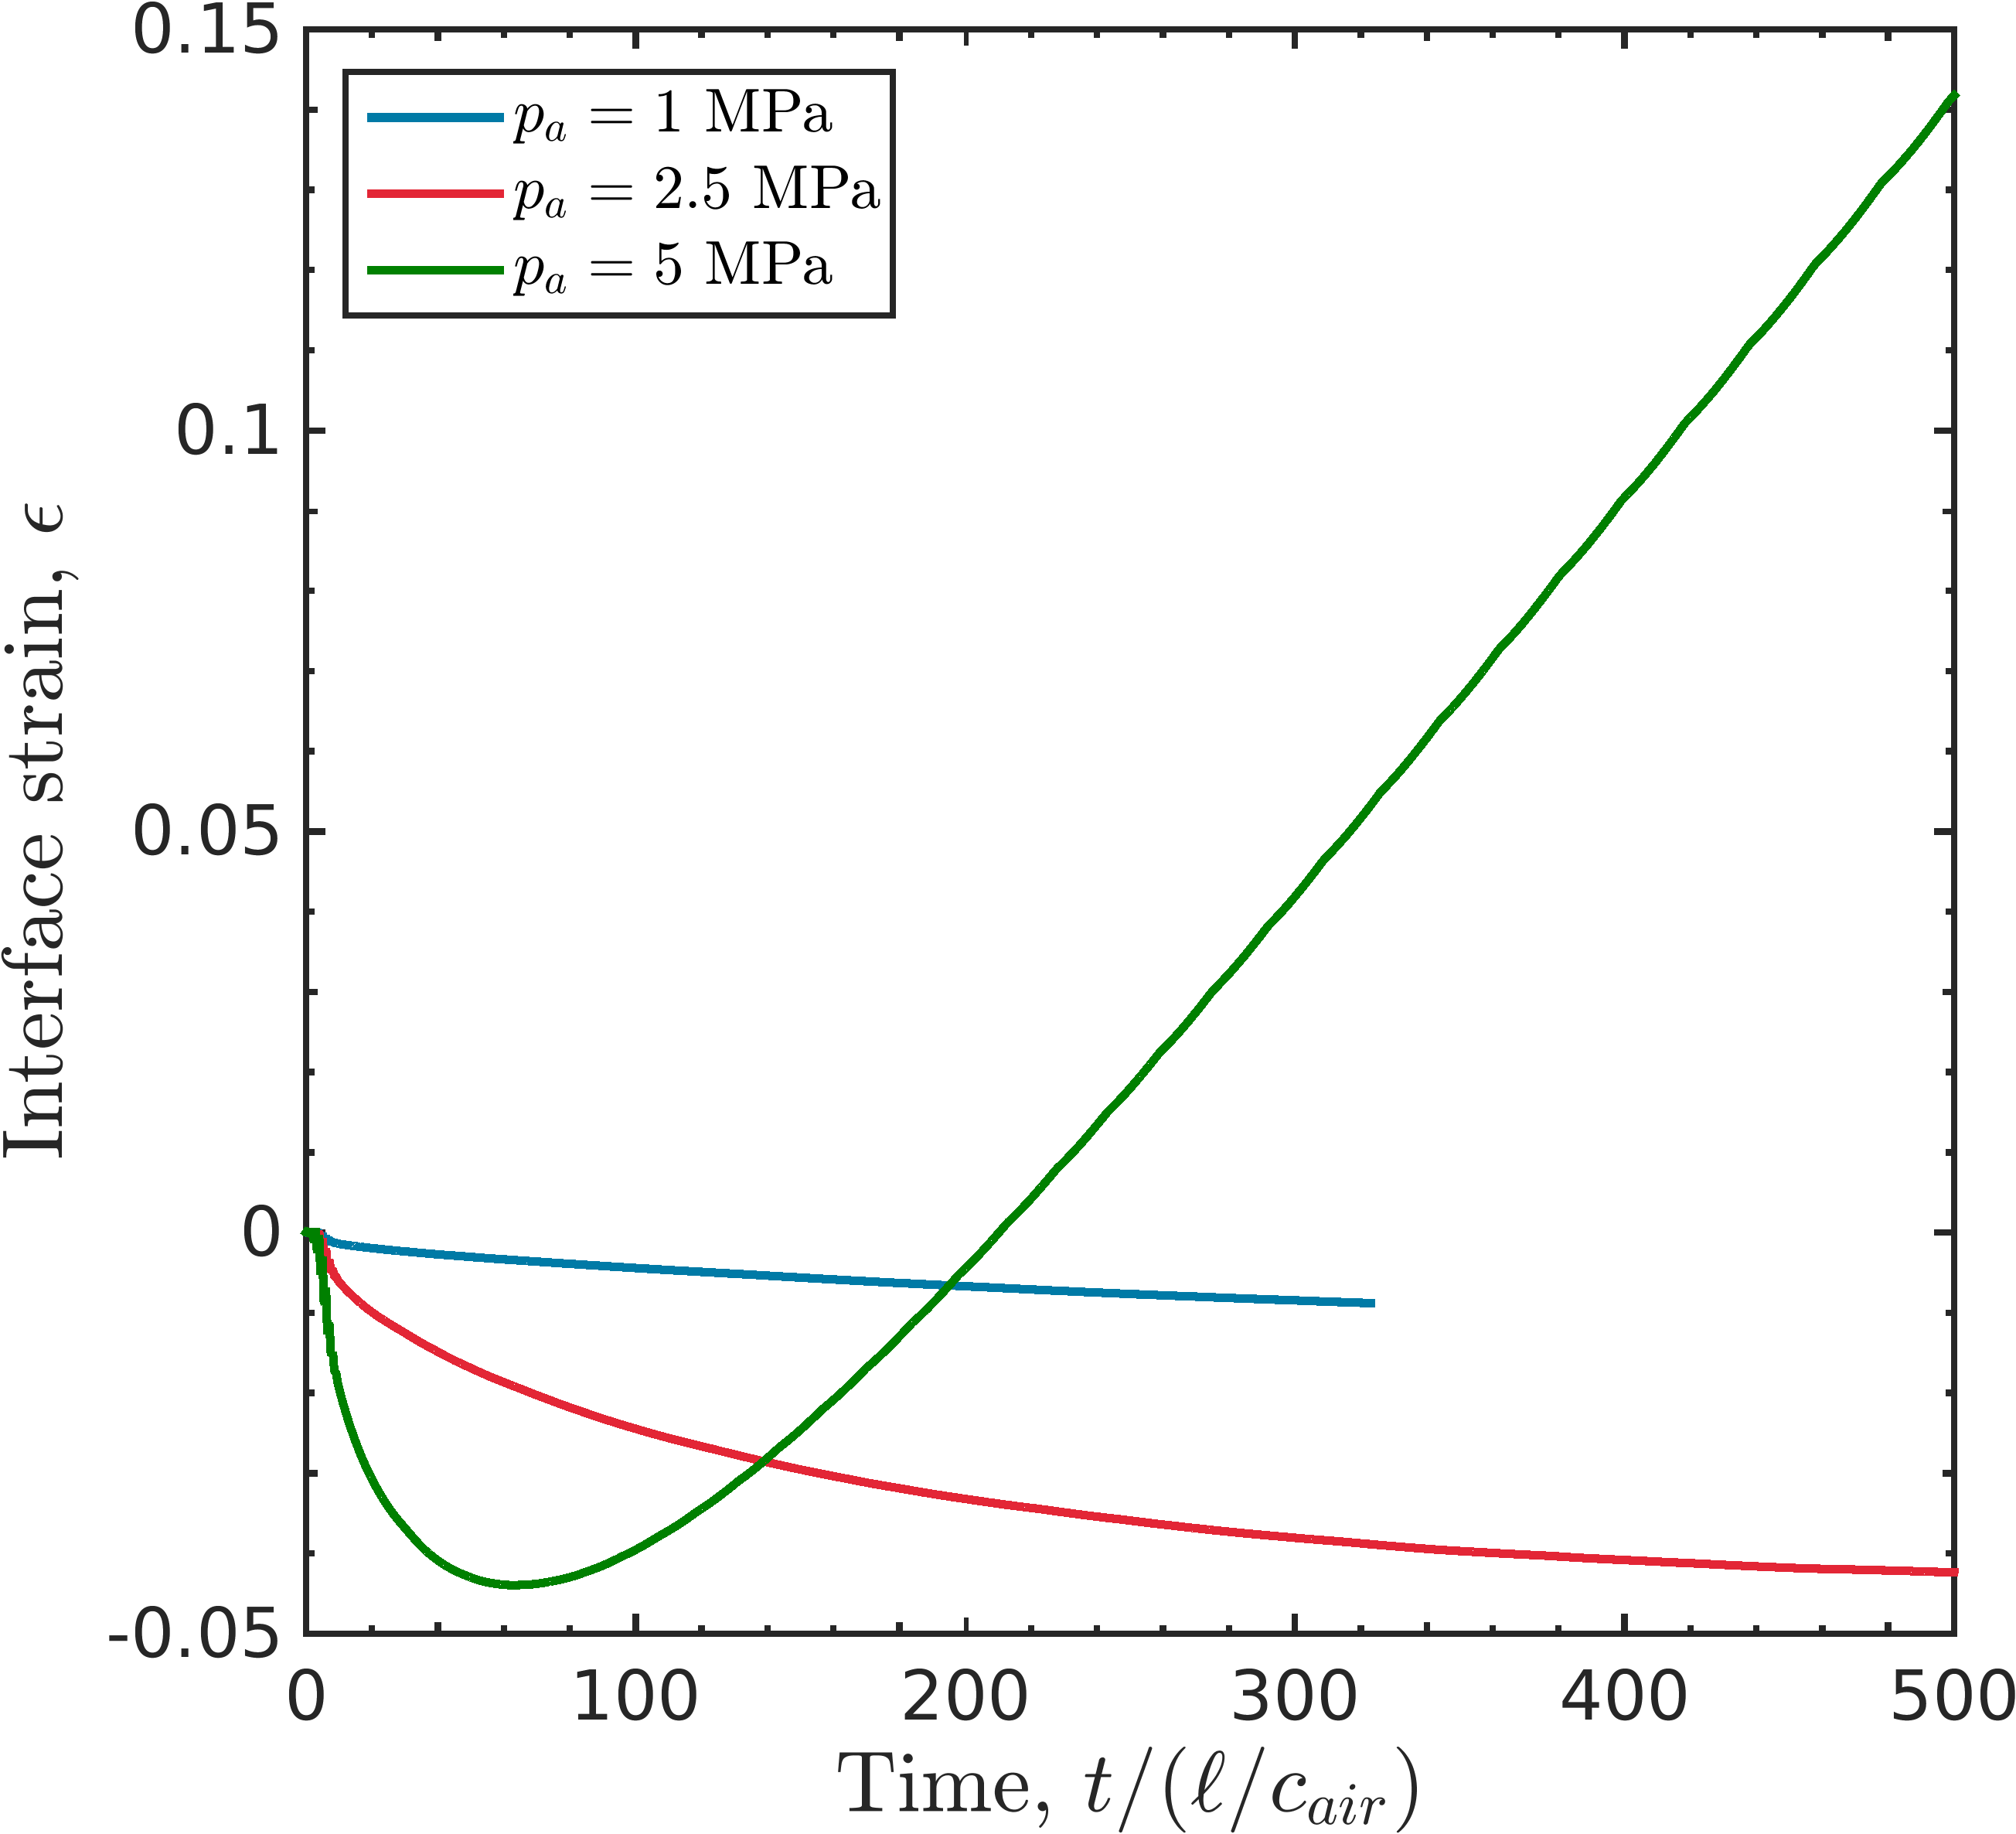 0.15
0.1
0.05
0
-0.05
Interface strain, ϵ
p_a = 1 MPa
p_a = 2.5 MPa
p_a = 5 MPa
0 100 200 300 400 500
Time, t/(ℓ/c_air)